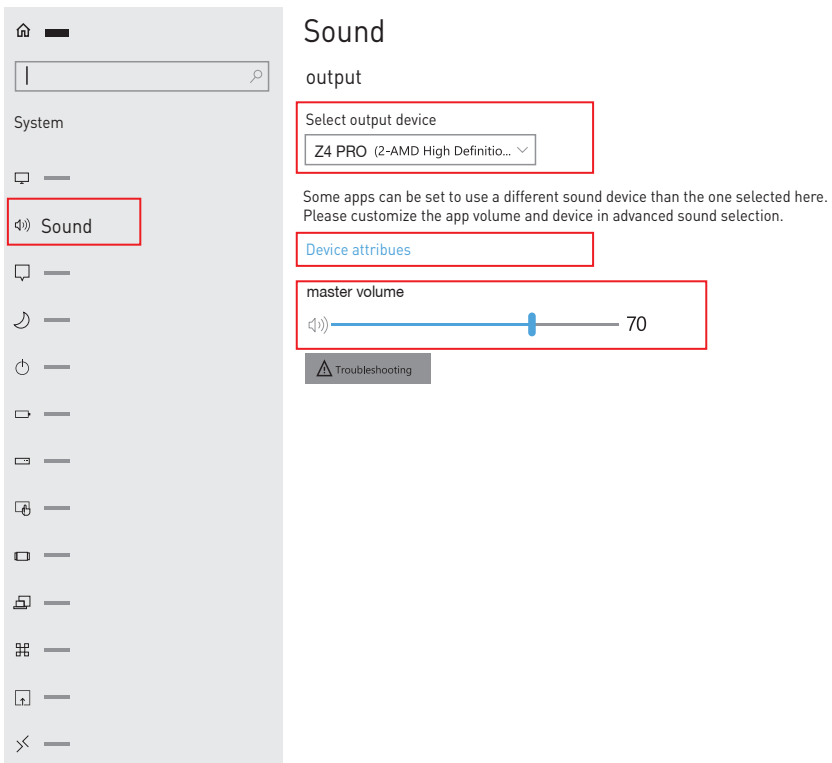 System
Sound
Sound
output
Select output device
Z4 PRO (2-AMD High Definitio...
Some apps can be set to use a different sound device than the one selected here.
Please customize the app volume and device in advanced sound selection.
Device attribues
master volume
70
Troubleshooting